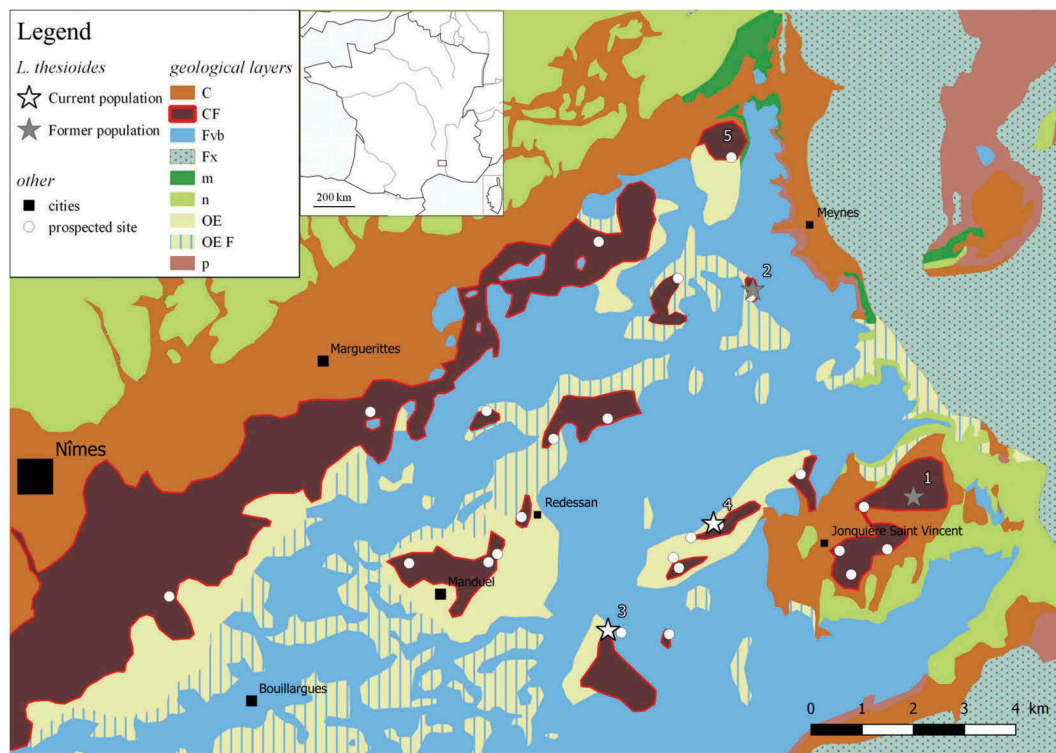 Legend
L. thesioides
Current population
Former population
other
cities
prospected site
geological layers
C
CF
Fvb
Fx
m
n
OE
OE F
p
200 km
5
Meynes
2
Marguerittes
Nîmes
1
Redessan
4
Jonquière Saint Vincent
Manduel
3
Bouillargues
0 1 2 3 4 km